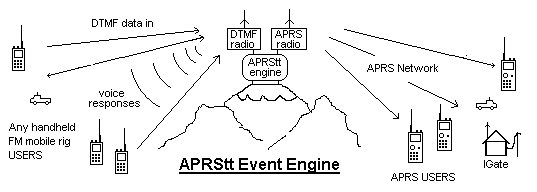 DTMF data in
DTMF
radio
APRS
radio
APRStt
engine
APRS Network
voice
responses
Any handheld
FM mobile rig
USERS
APRStt Event Engine
APRS USERS
IGate